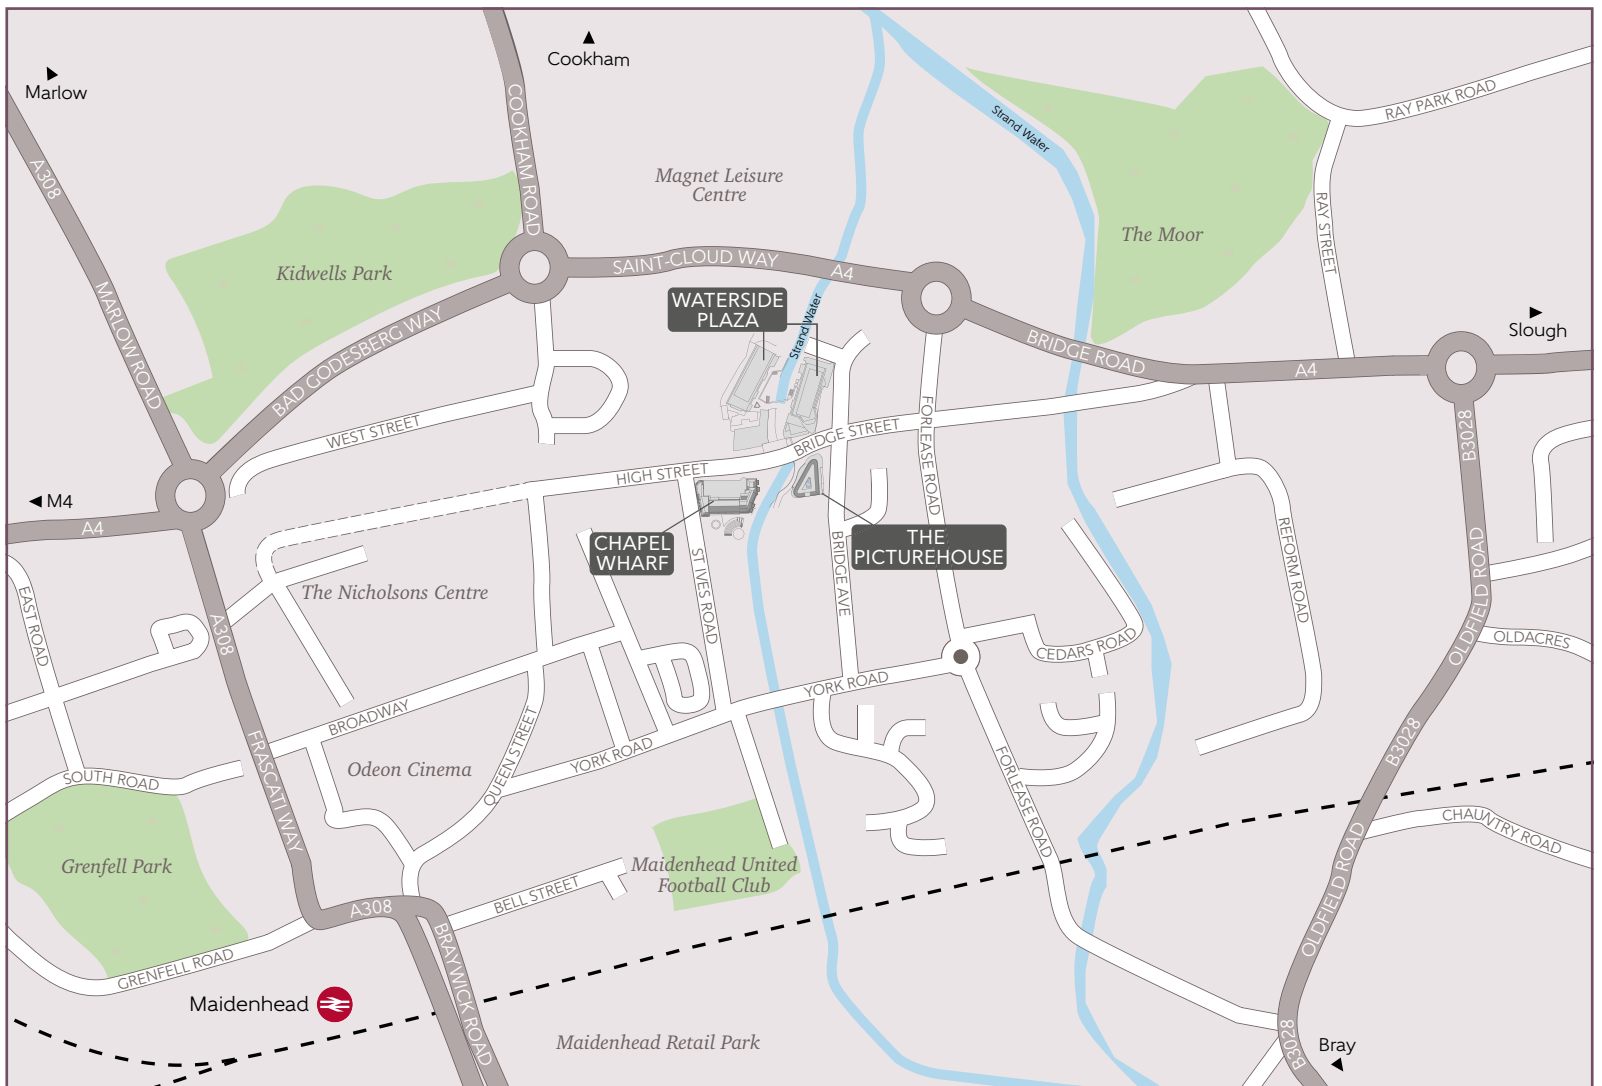 Cookham
Marlow
A308
COOKHAM ROAD
RAY PARK ROAD
Strand Water
Magnet Leisure
Centre
The Moor
RAY STREET
Kidwells Park
SAINT-CLOUD WAY
A4
MARLOW ROAD
BAD GODESBERG WAY
WATERSIDE
PLAZA
Strand Water
BRIDGE ROAD
A4
Slough
WEST STREET
FORLEASE ROAD
BRIDGE STREET
B3028
HIGH STREET
M4
A4
CHAPEL
WHARF
THE
PICTUREHOUSE
ST IVES ROAD
BRIDGE AVE
REFORM ROAD
EAST ROAD
The Nicholsons Centre
A308
CEDARS ROAD
OLDFIELD ROAD
OLDACRES
YORK ROAD
BROADWAY
QUEEN STREET
YORK ROAD
FRASCATI WAY
Odeon Cinema
SOUTH ROAD
FORLEASE ROAD
B3028
CHAUNTRY ROAD
Grenfell Park
Maidenhead United
Football Club
BELL STREET
A308
OLDFIELD ROAD
GRENFELL ROAD
BRAYWICK ROAD
Maidenhead
Maidenhead Retail Park
B3028
Bray